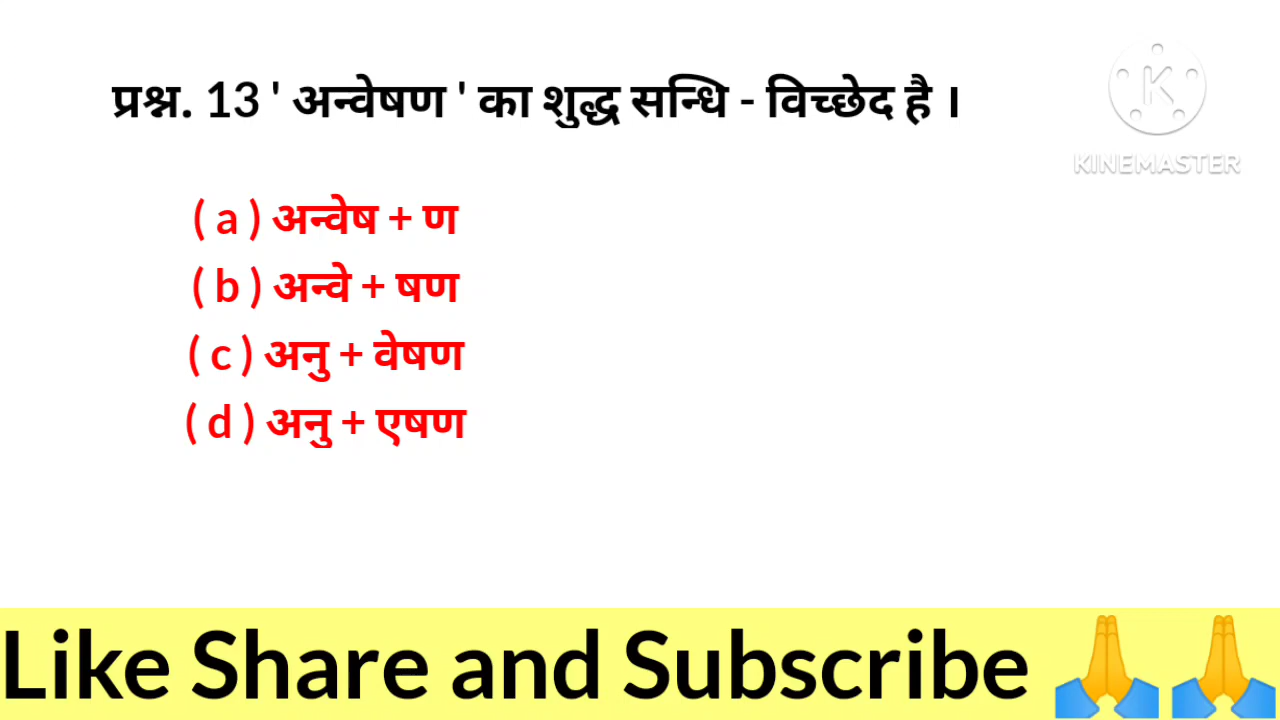 प्रश्न. 13 ' अन्वेषण ' का शुद्ध सन्धि - विच्छेद है ।
KINEMASTER
( a ) अन्वेष + ण
( b ) अन्वे + षण
( c ) अनु + वेषण
( d ) अनु + एषण
Like Share and Subscribe 🙏 🙏